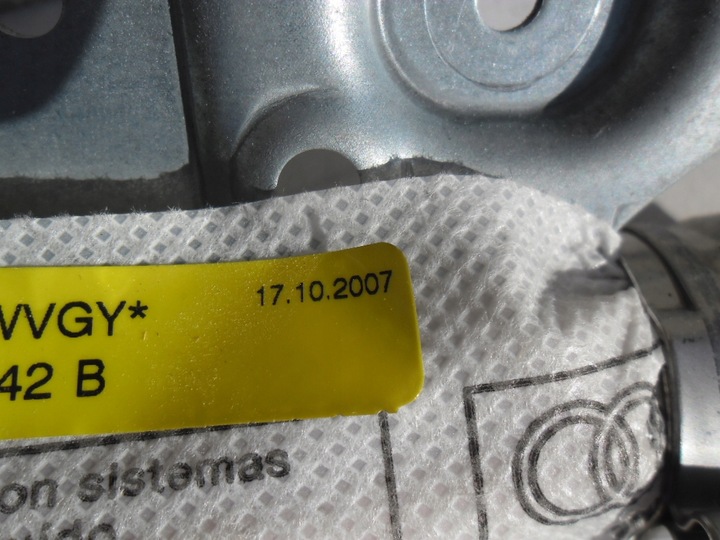 VVGY* 17.10.2007
42 B
on sistemas